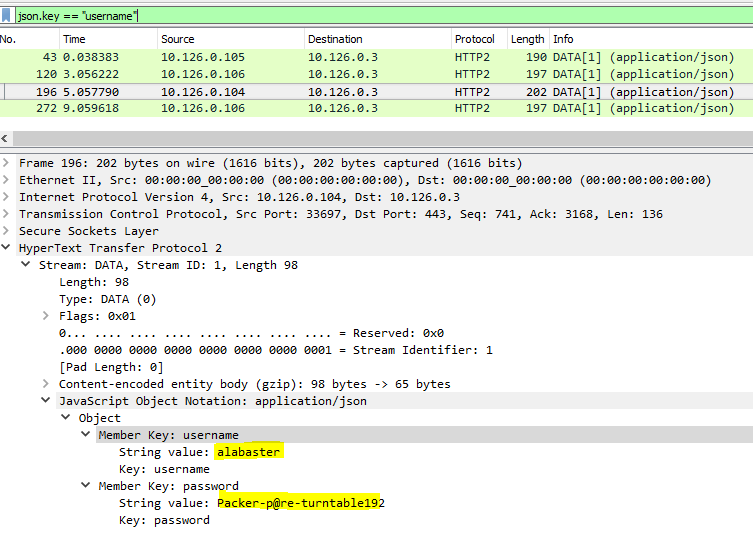 json.key == "username"
No. Time Source Destination Protocol Length Info
43 0.038383 10.126.0.105 10.126.0.3 HTTP2 190 DATA[1] (application/json)
120 3.056222 10.126.0.106 10.126.0.3 HTTP2 197 DATA[1] (application/json)
196 5.057790 10.126.0.104 10.126.0.3 HTTP2 202 DATA[1] (application/json)
272 9.059618 10.126.0.106 10.126.0.3 HTTP2 197 DATA[1] (application/json)
Frame 196: 202 bytes on wire (1616 bits), 202 bytes captured (1616 bits)
Ethernet II, Src: 00:00:00_00:00:00 (00:00:00:00:00:00), Dst: 00:00:00_00:00:00 (00:00:00:00:00:00)
Internet Protocol Version 4, Src: 10.126.0.104, Dst: 10.126.0.3
Transmission Control Protocol, Src Port: 33697, Dst Port: 443, Seq: 741, Ack: 3168, Len: 136
Secure Sockets Layer
HyperText Transfer Protocol 2
Stream: DATA, Stream ID: 1, Length 98
Length: 98
Type: DATA (0)
Flags: 0x01
0... .... .... .... .... .... .... .... = Reserved: 0x0
.000 0000 0000 0000 0000 0000 0000 0001 = Stream Identifier: 1
[Pad Length: 0]
Content-encoded entity body (gzip): 98 bytes -> 65 bytes
JavaScript Object Notation: application/json
Object
Member Key: username
String value: alabaster
Key: username
Member Key: password
String value: Packer-p@re-turntable192
Key: password